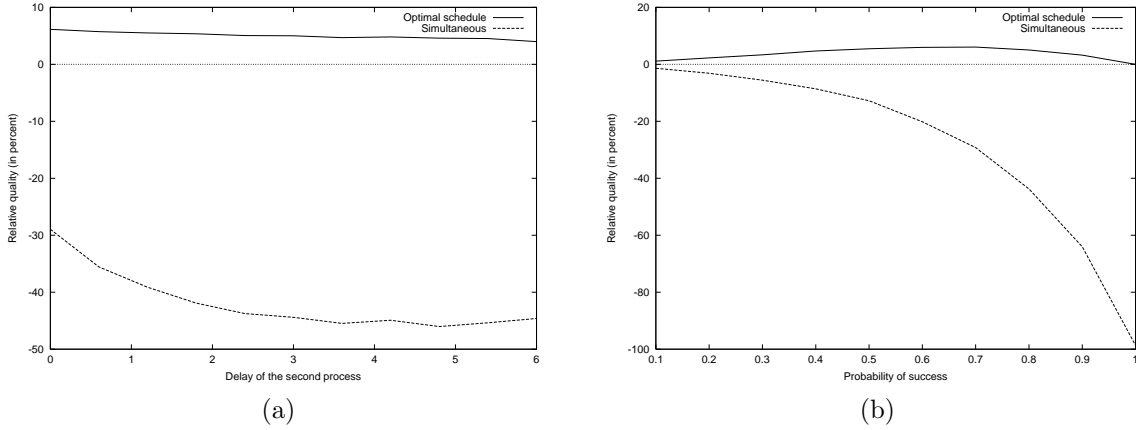 Relative quality (in percent)
20
10
0
-10
-20
-30
-40
-50
Optimal schedule
Simultaneous
0 1 2 3 4 5 6
Delay of the second process
(a)
Relative quality (in percent)
20
0
-20
-40
-60
-80
-100
Optimal schedule
Simultaneous
0.1 0.2 0.3 0.4 0.5 0.6 0.7 0.8 0.9 1
Probability of success
(b)